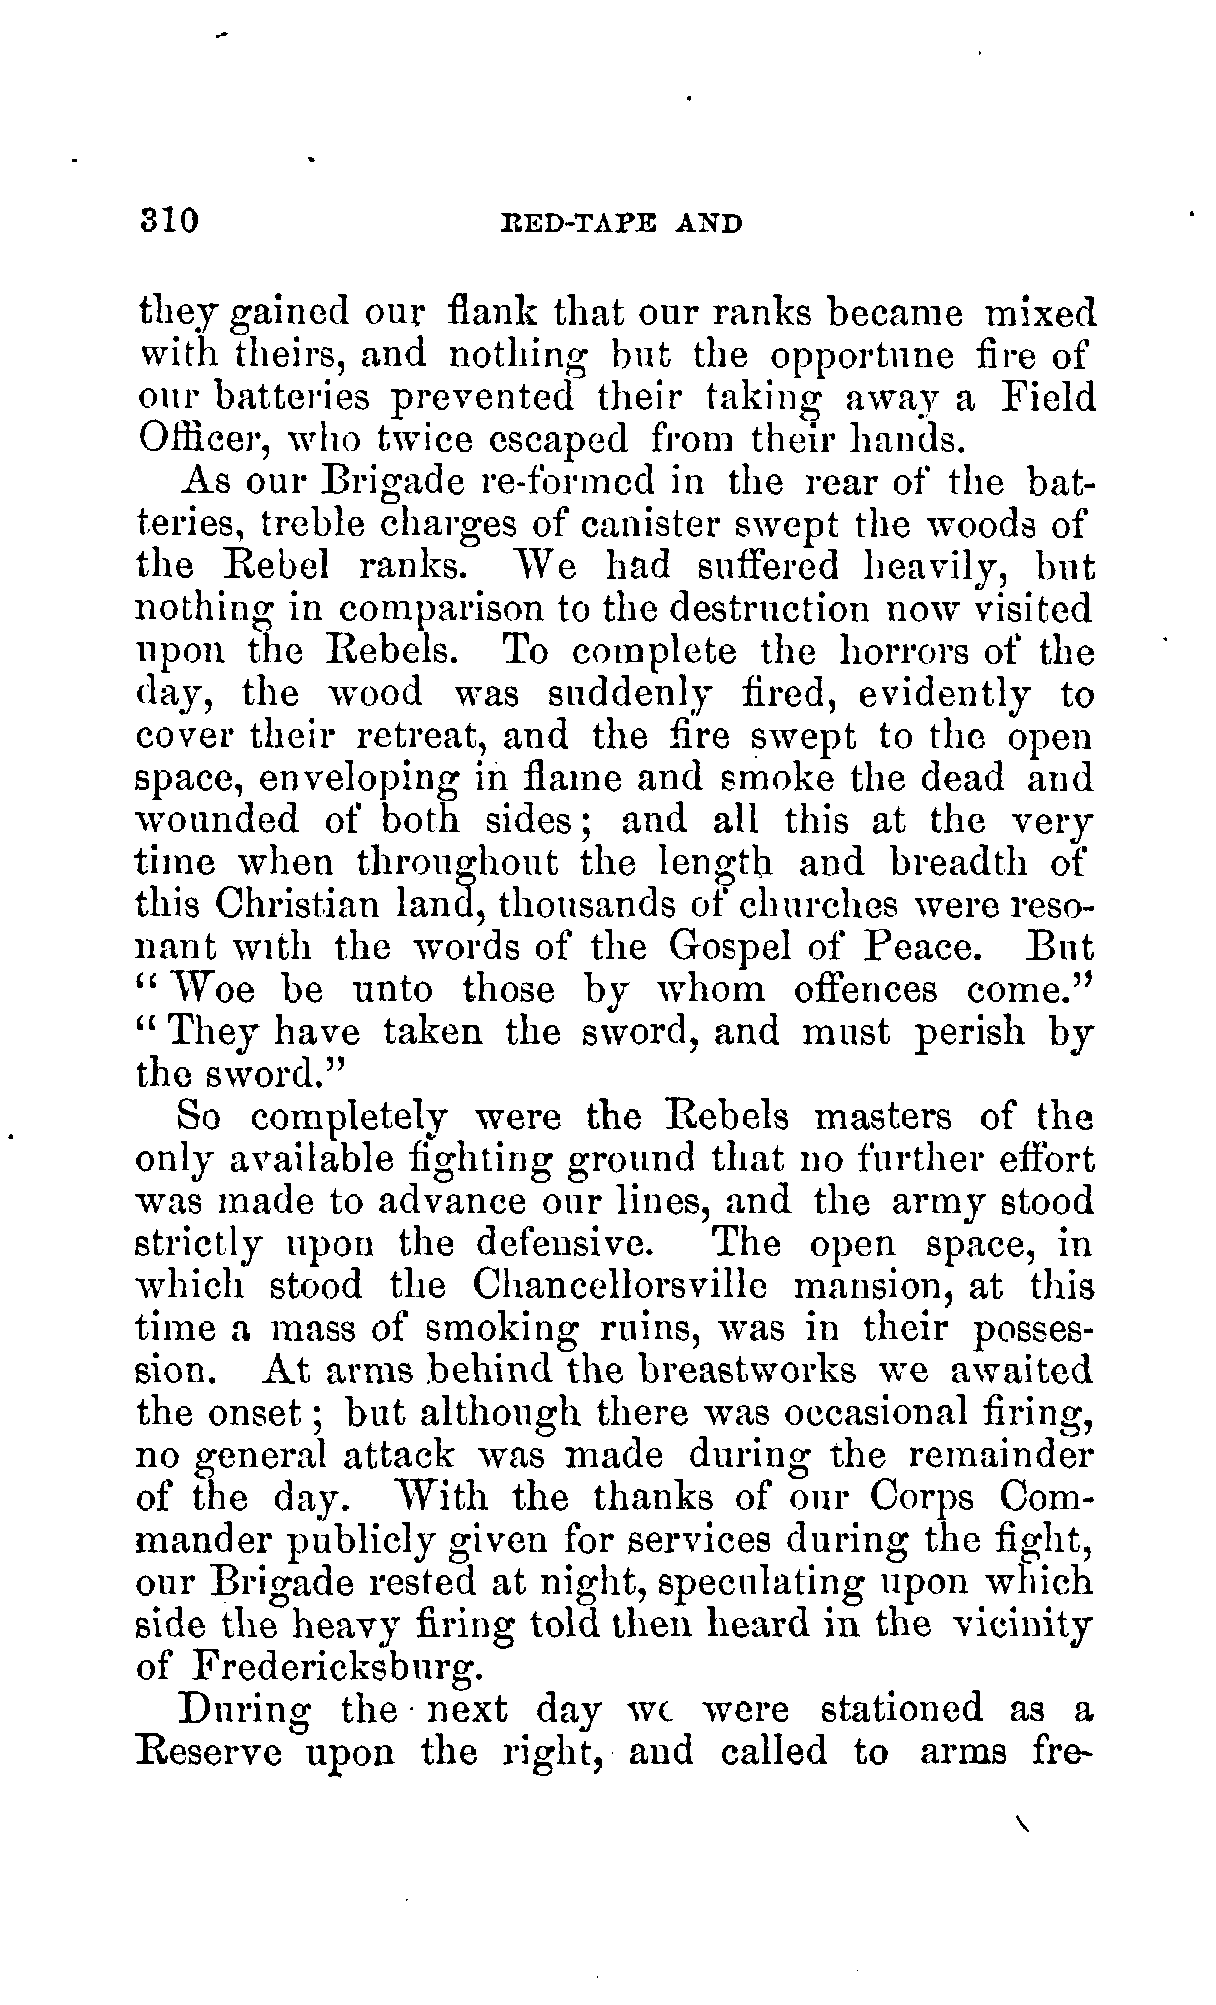 310 RED-TAPE AND
they gained our flank that our ranks became mixed
with theirs, and nothing but the opportune fire of
our batteries prevented their taking away a Field
Officer, who twice escaped from their hands.
As our Brigade re-formed in the rear of the bat-
teries, treble charges of canister swept the woods of
the Rebel ranks. We had suffered heavily, but
nothing in comparison to the destruction now visited
upon the Rebels. To complete the horrors of the
day, the wood was suddenly fired, evidently to
cover their retreat, and the fire swept to the open
space, enveloping in flame and smoke the dead and
wounded of both sides; and all this at the very
time when throughout the length and breadth of
this Christian land, thousands of churches were reso-
nant with the words of the Gospel of Peace. But
"Woe be unto those by whom offences come."
"They have taken the sword, and must perish by
the sword."
So completely were the Rebels masters of the
only available fighting ground that no further effort
was made to advance our lines, and the army stood
strictly upon the defensive. The open space, in
which stood the Chancellorsville mansion, at this
time a mass of smoking ruins, was in their posses-
sion. At arms behind the breastworks we awaited
the onset; but although there was occasional firing,
no general attack was made during the remainder
of the day. With the thanks of our Corps Com-
mander publicly given for services during the fight,
our Brigade rested at night, speculating upon which
side the heavy firing told then heard in the vicinity
of Fredericksburg.
During the next day we were stationed as a
Reserve upon the right, and called to arms fre-